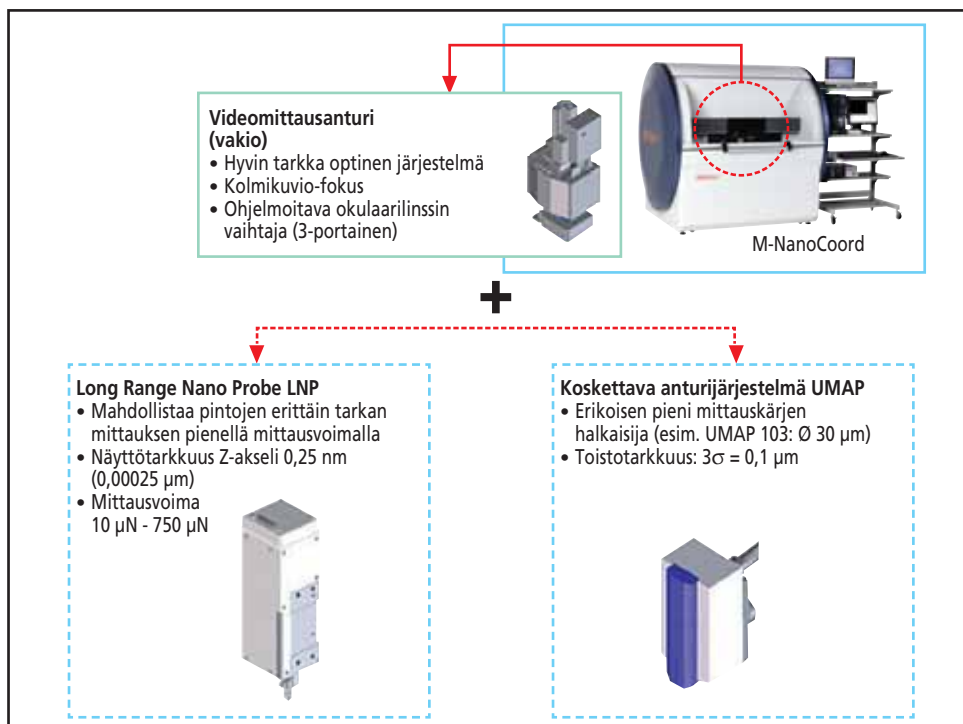 Videomittausanturi
(vakio)
• Hyvin tarkka optinen järjestelmä
• Kolmikuvio-fokus
• Ohjelmoitava okulaarilinssin
vaihtaja (3-portainen)
M-NanoCoord
+
Long Range Nano Probe LNP
• Mahdollistaa pintojen erittäin tarkan
mittauksen pienellä mittausvoimalla
• Näyttötarkkuus Z-akseli 0,25 nm
(0,00025 µm)
• Mittausvoima
10 µN - 750 µN
Koskettava anturijärjestelmä UMAP
• Erikoisen pieni mittauskärjen
halkaisija (esim. UMAP 103: Ø 30 µm)
• Toistotarkkuus: 3σ = 0,1 µm